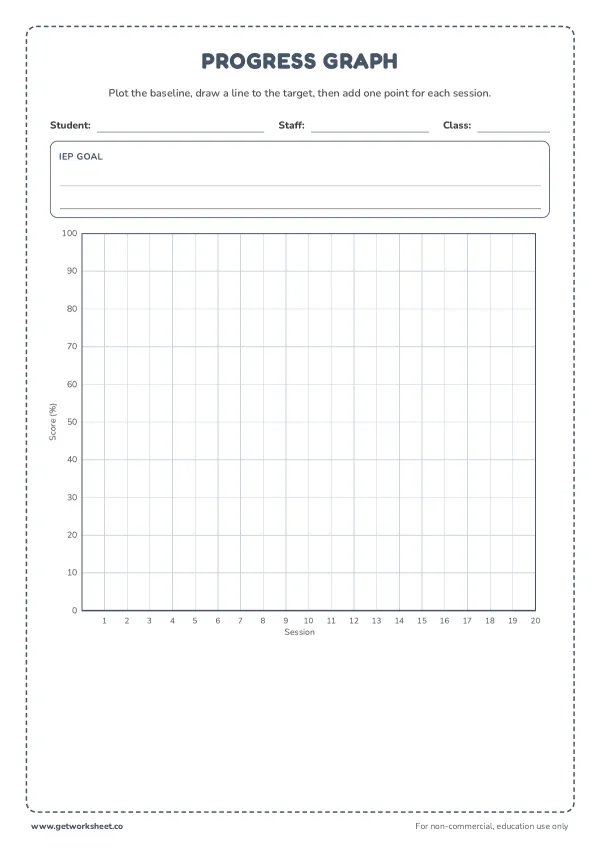 PROGRESS GRAPH
Plot the baseline, draw a line to the target, then add one point for each session.
Student: Staff: Class:
IEP GOAL
100
90
80
70
60
50
40
30
20
10
0
Score (%)
1 2 3 4 5 6 7 8 9 10 11 12 13 14 15 16 17 18 19 20
Session
www.getworksheet.co For non-commercial, education use only